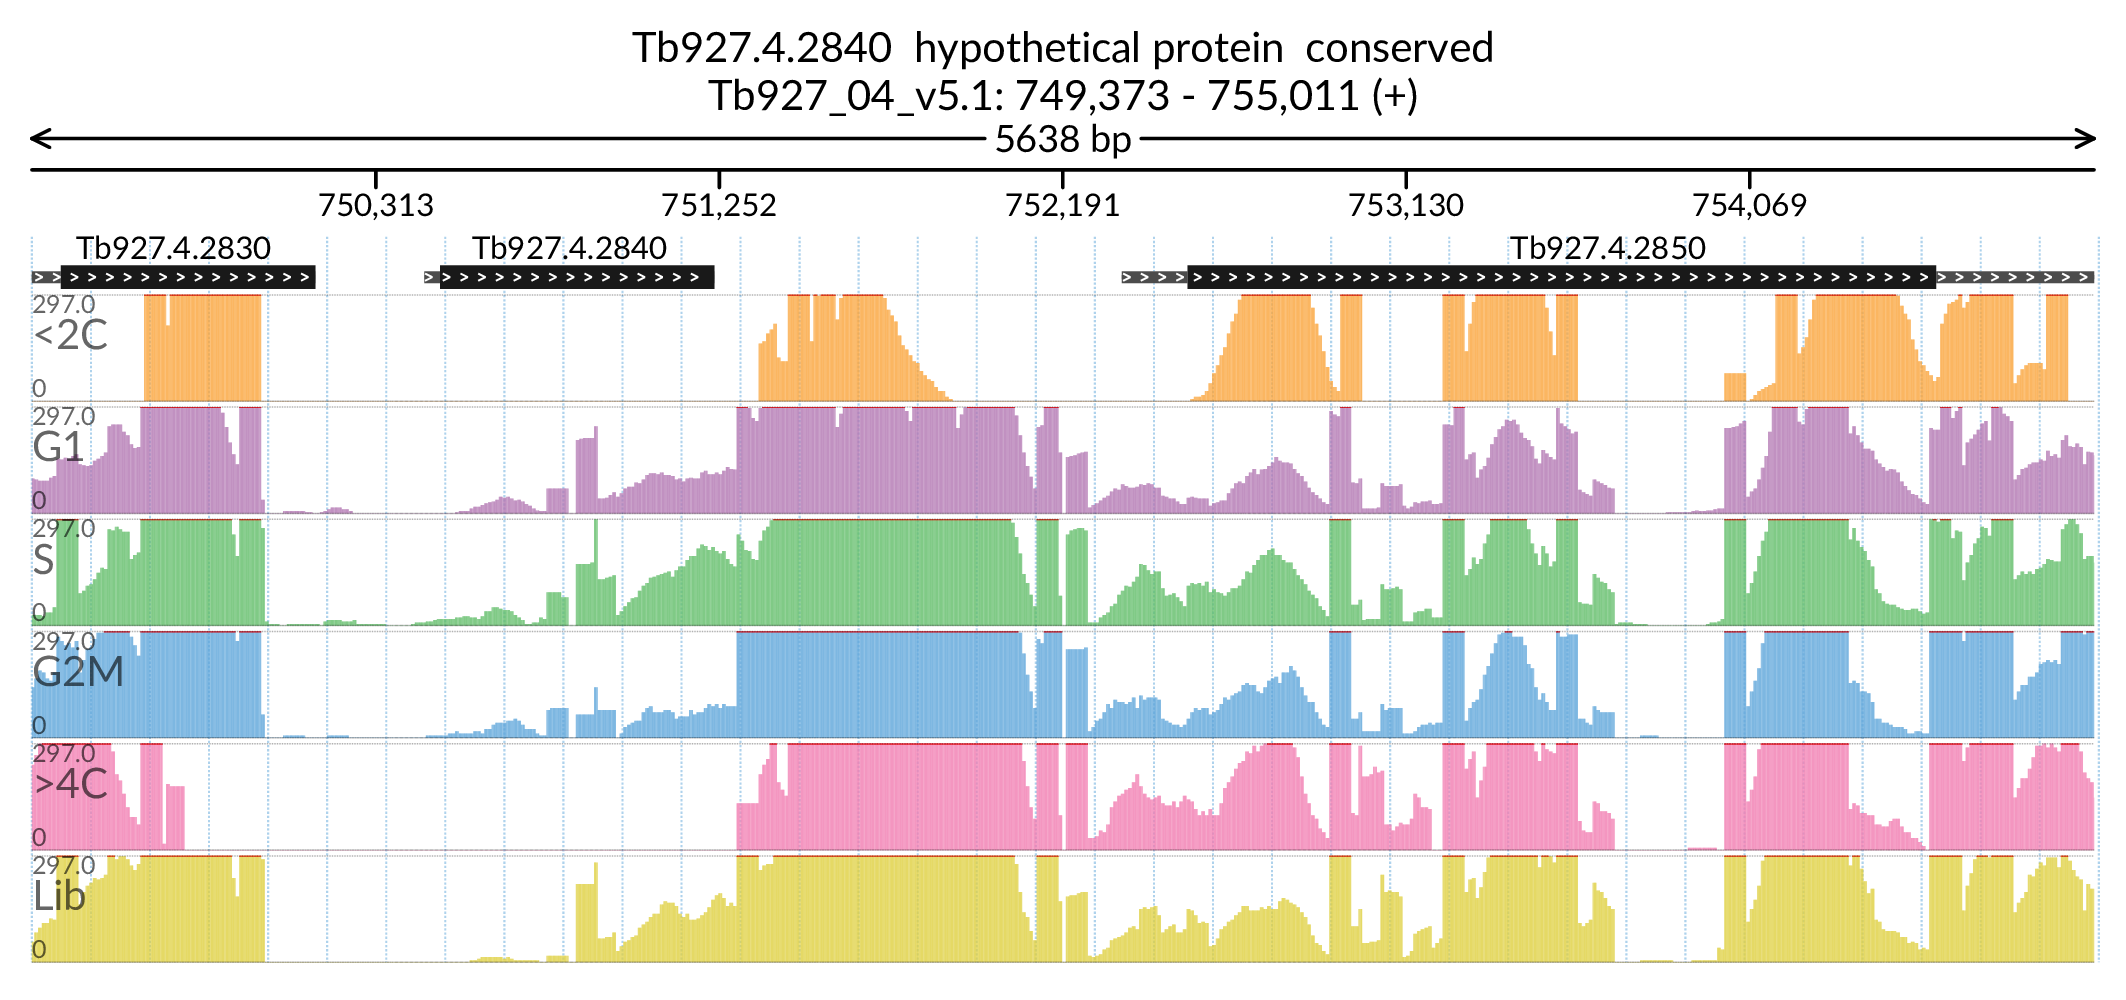 Tb927.4.2840  hypothetical protein  conserved
Tb927_04_v5.1: 749,373 - 755,011 (+)
5638 bp
750,313 751,252 752,191 753,130 754,069
Tb927.4.2830 Tb927.4.2840 Tb927.4.2850
297.0
<2C
0
297.0
G1
0
297.0
S
0
297.0
G2M
0
297.0
>4C
0
297.0
Lib
0